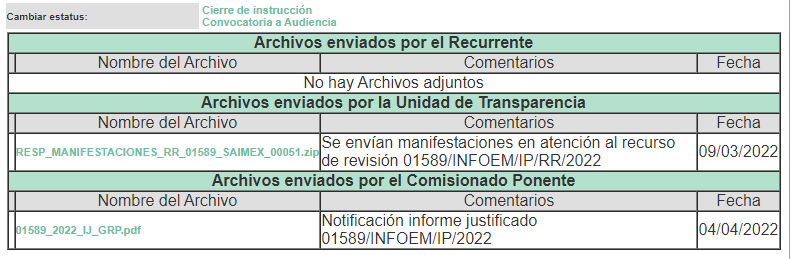 Cambiar estatus:
Cierre de instrucción
Convocatoria a Audiencia
Archivos enviados por el Recurrente
Nombre del Archivo Comentarios Fecha
No hay Archivos adjuntos
Archivos enviados por la Unidad de Transparencia
Nombre del Archivo Comentarios Fecha
RESP_MANIFESTACIONES_RR_01589_SAIMEX_00051.zip Se envían manifestaciones en atención al recurso de revisión 01589/INFOEM/IP/RR/2022 09/03/2022
Archivos enviados por el Comisionado Ponente
Nombre del Archivo Comentarios Fecha
01589_2022_IJ_GRP.pdf Notificación informe justificado 01589/INFOEM/IP/2022 04/04/2022